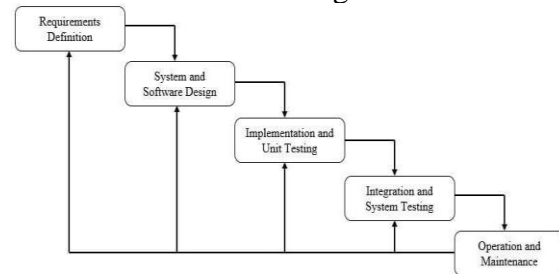 Requirements
Definition
System and
Software Design
Implementation and
Unit Testing
Integration and
System Testing
Operation and
Maintenance